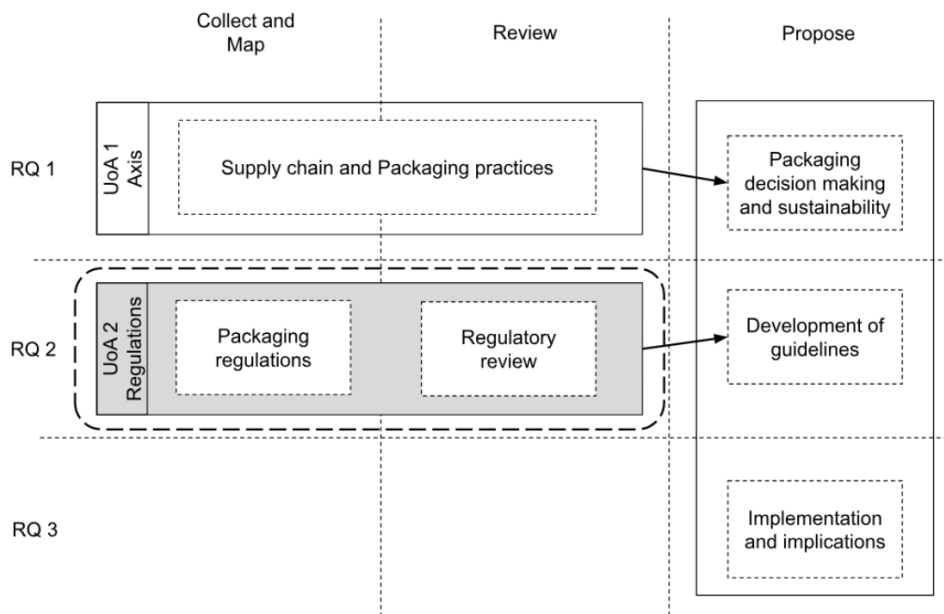 Collect and
Map
Review
Propose
RQ 1
UoA 1
Axis
Supply chain and Packaging practices
Packaging
decision making
and sustainability
RQ 2
UoA 2
Regulations
Packaging
regulations
Regulatory
review
Development of
guidelines
RQ 3
Implementation
and implications